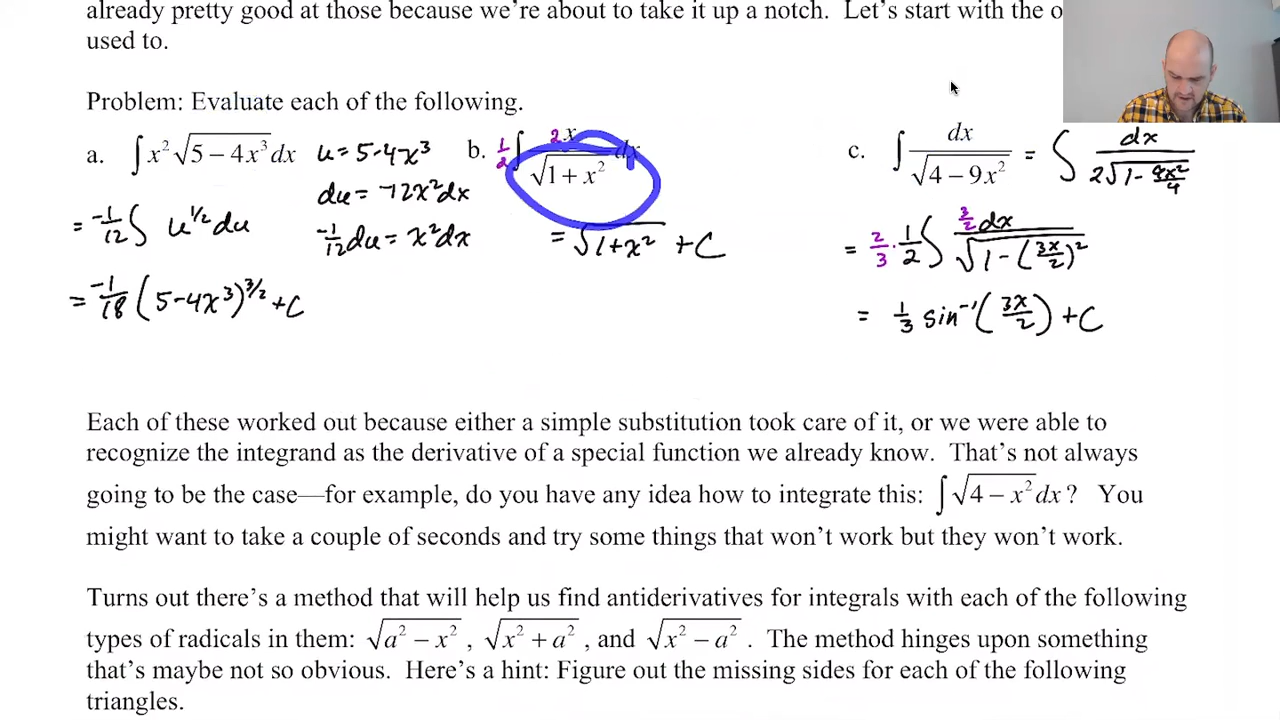 already pretty good at those because we're about to take it up a notch. Let's start with the o
used to.
Problem: Evaluate each of the following.
a. ∫ x² √(5 − 4x³) dx
u = 5-4x³
du = -12x²dx
-1/12 du = x²dx
= -1/12 ∫ u^(1/2) du
= -1/18 (5-4x³)^(3/2) + C
b. 1/2 ∫ 2x/√(1 + x²) dx
= √(1+x²) + C
c. ∫ dx/√(4 − 9x²) = ∫ dx/(2√(1 - 9x²/4))
= 2/3 · 1/2 ∫ (3/2 dx)/√(1 - (3x/2)²)
= 1/3 sin⁻¹(3x/2) + C
Each of these worked out because either a simple substitution took care of it, or we were able to
recognize the integrand as the derivative of a special function we already know. That's not always
going to be the case—for example, do you have any idea how to integrate this: ∫ √(4 − x²) dx ? You
might want to take a couple of seconds and try some things that won't work but they won't work.
Turns out there's a method that will help us find antiderivatives for integrals with each of the following
types of radicals in them: √(a² − x²) , √(x² + a²) , and √(x² − a²) . The method hinges upon something
that's maybe not so obvious. Here's a hint: Figure out the missing sides for each of the following
triangles.